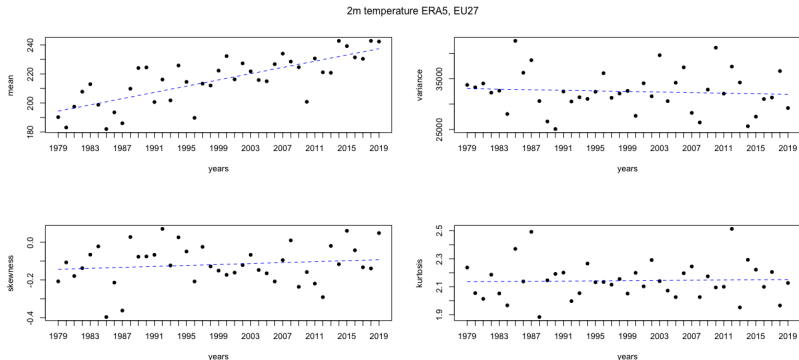 2m temperature ERA5, EU27
mean
240
220
200
180
1979 1983 1987 1991 1995 1999 2003 2007 2011 2015 2019
years
variance
35000
25000
1979 1983 1987 1991 1995 1999 2003 2007 2011 2015 2019
years
skewness
0.0
-0.2
-0.4
1979 1983 1987 1991 1995 1999 2003 2007 2011 2015 2019
years
kurtosis
2.5
2.3
2.1
1.9
1979 1983 1987 1991 1995 1999 2003 2007 2011 2015 2019
years